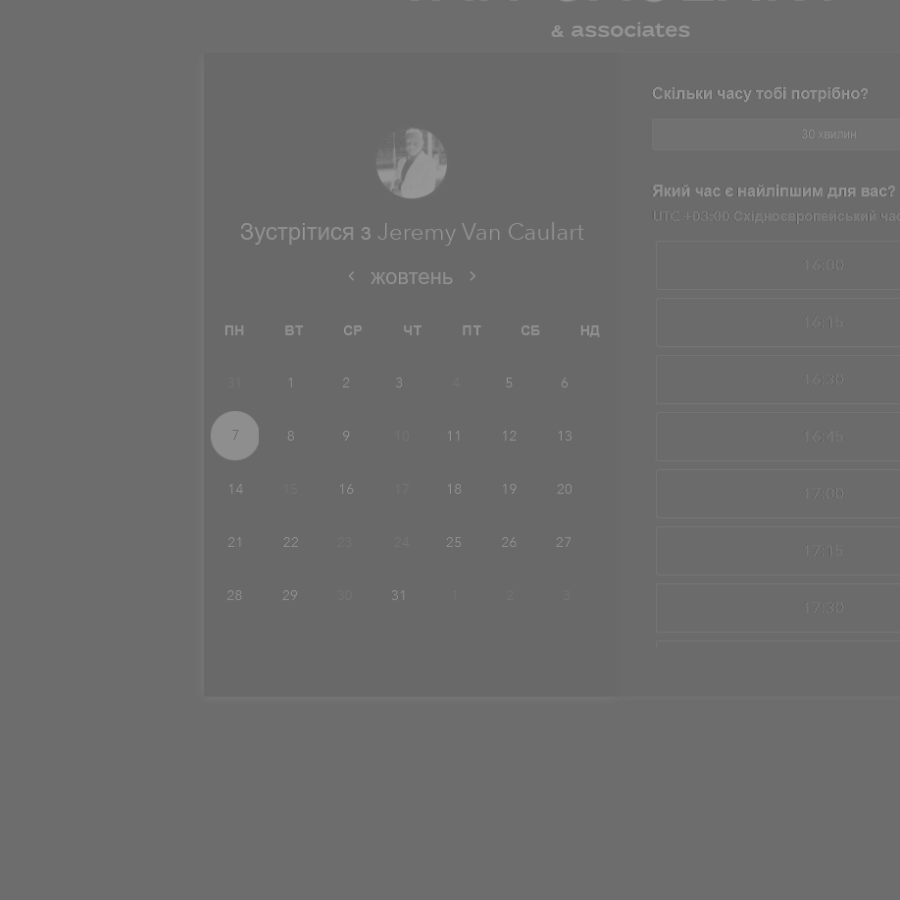 & associates
Зустрітися з Jeremy Van Caulart
жовтень
ПН ВТ СР ЧТ ПТ СБ НД
31 1 2 3 4 5 6
7 8 9 10 11 12 13
14 15 16 17 18 19 20
21 22 23 24 25 26 27
28 29 30 31 1 2 3
Скільки часу тобі потрібно?
30 хвилин
Який час є найліпшим для вас?
UTC +03:00 Східноєвропейський
16:00
16:15
16:30
16:45
17:00
17:15
17:30